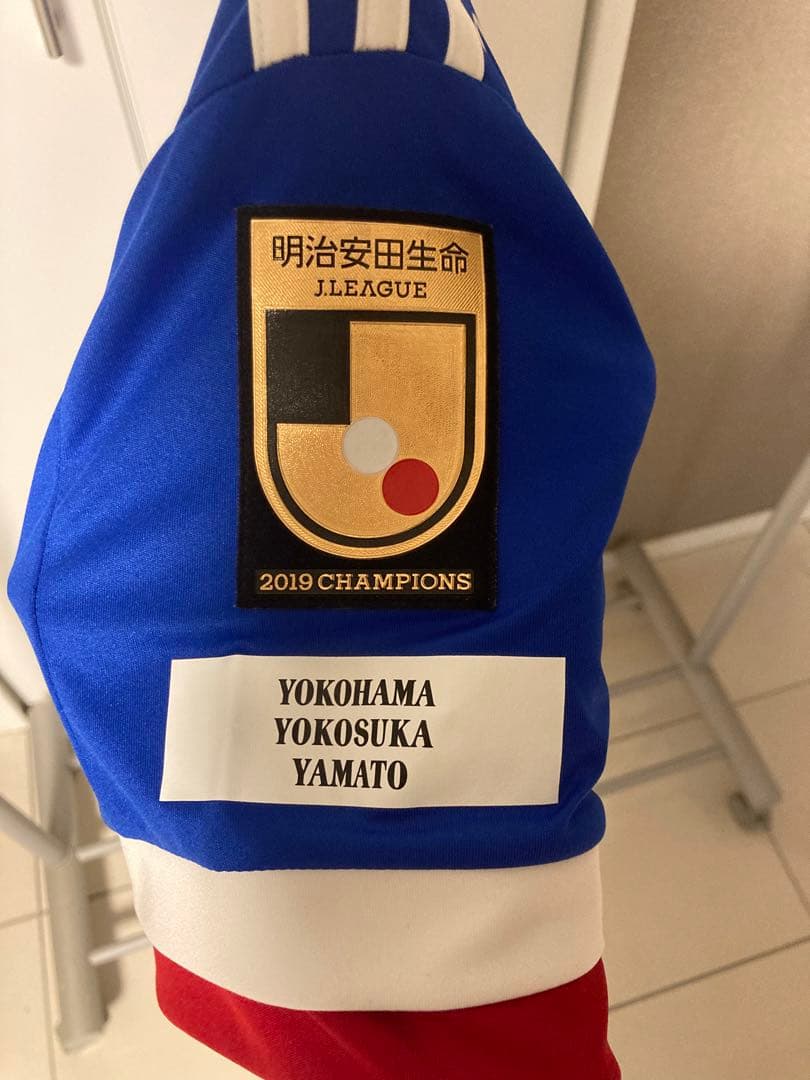 明治安田生命
J.LEAGUE
2019 CHAMPIONS
YOKOHAMA
YOKOSUKA
YAMATO